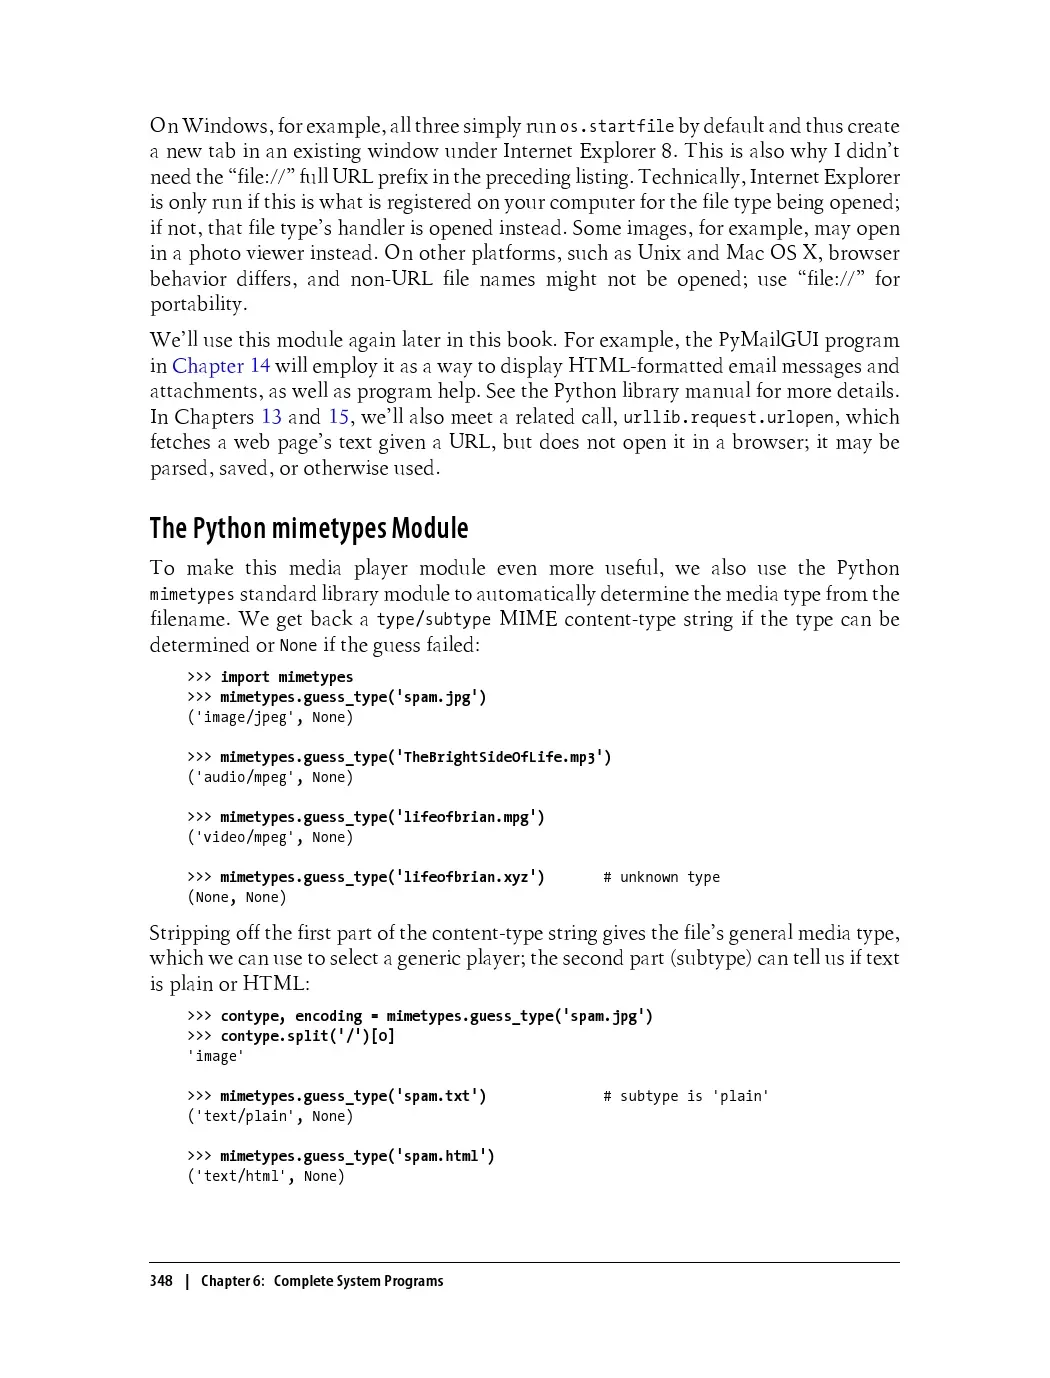 On Windows, for example, all three simply run os.startfile by default and thus create
a new tab in an existing window under Internet Explorer 8. This is also why I didn’t
need the “file://” full URL prefix in the preceding listing. Technically, Internet Explorer
is only run if this is what is registered on your computer for the file type being opened;
if not, that file type’s handler is opened instead. Some images, for example, may open
in a photo viewer instead. On other platforms, such as Unix and Mac OS X, browser
behavior differs, and non-URL file names might not be opened; use “file://” for
portability.
We’ll use this module again later in this book. For example, the PyMailGUI program
in Chapter 14 will employ it as a way to display HTML-formatted email messages and
attachments, as well as program help. See the Python library manual for more details.
In Chapters 13 and 15, we’ll also meet a related call, urllib.request.urlopen, which
fetches a web page’s text given a URL, but does not open it in a browser; it may be
parsed, saved, or otherwise used.
The Python mimetypes Module
To make this media player module even more useful, we also use the Python
mimetypes standard library module to automatically determine the media type from the
filename. We get back a type/subtype MIME content-type string if the type can be
determined or None if the guess failed:
>>> import mimetypes
>>> mimetypes.guess_type('spam.jpg')
('image/jpeg', None)
>>> mimetypes.guess_type('TheBrightSideOfLife.mp3')
('audio/mpeg', None)
>>> mimetypes.guess_type('lifeofbrian.mpg')
('video/mpeg', None)
>>> mimetypes.guess_type('lifeofbrian.xyz') # unknown type
(None, None)
Stripping off the first part of the content-type string gives the file’s general media type,
which we can use to select a generic player; the second part (subtype) can tell us if text
is plain or HTML:
>>> contype, encoding = mimetypes.guess_type('spam.jpg')
>>> contype.split('/')[0]
'image'
>>> mimetypes.guess_type('spam.txt') # subtype is 'plain'
('text/plain', None)
>>> mimetypes.guess_type('spam.html')
('text/html', None)
348 | Chapter 6: Complete System Programs